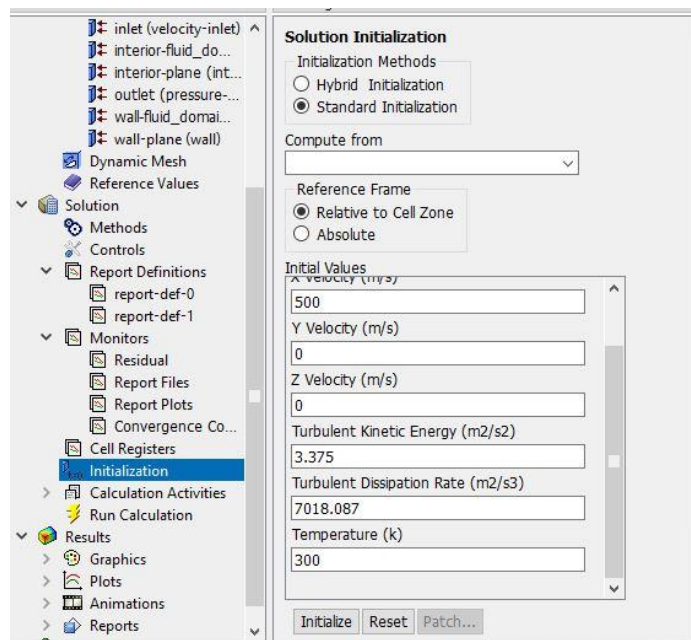 inlet (velocity-inlet)
interior-fluid_do...
interior-plane (int...
outlet (pressure-...
wall-fluid_domai...
wall-plane (wall)
Dynamic Mesh
Reference Values
Solution
Methods
Controls
Report Definitions
report-def-0
report-def-1
Monitors
Residual
Report Files
Report Plots
Convergence Co...
Cell Registers
Initialization
Calculation Activities
Run Calculation
Results
Graphics
Plots
Animations
Reports
Solution Initialization
Initialization Methods
Hybrid Initialization
Standard Initialization
Compute from
Reference Frame
Relative to Cell Zone
Absolute
Initial Values
X Velocity (m/s)
500
Y Velocity (m/s)
0
Z Velocity (m/s)
0
Turbulent Kinetic Energy (m2/s2)
3.375
Turbulent Dissipation Rate (m2/s3)
7018.087
Temperature (k)
300
Initialize Reset Patch...